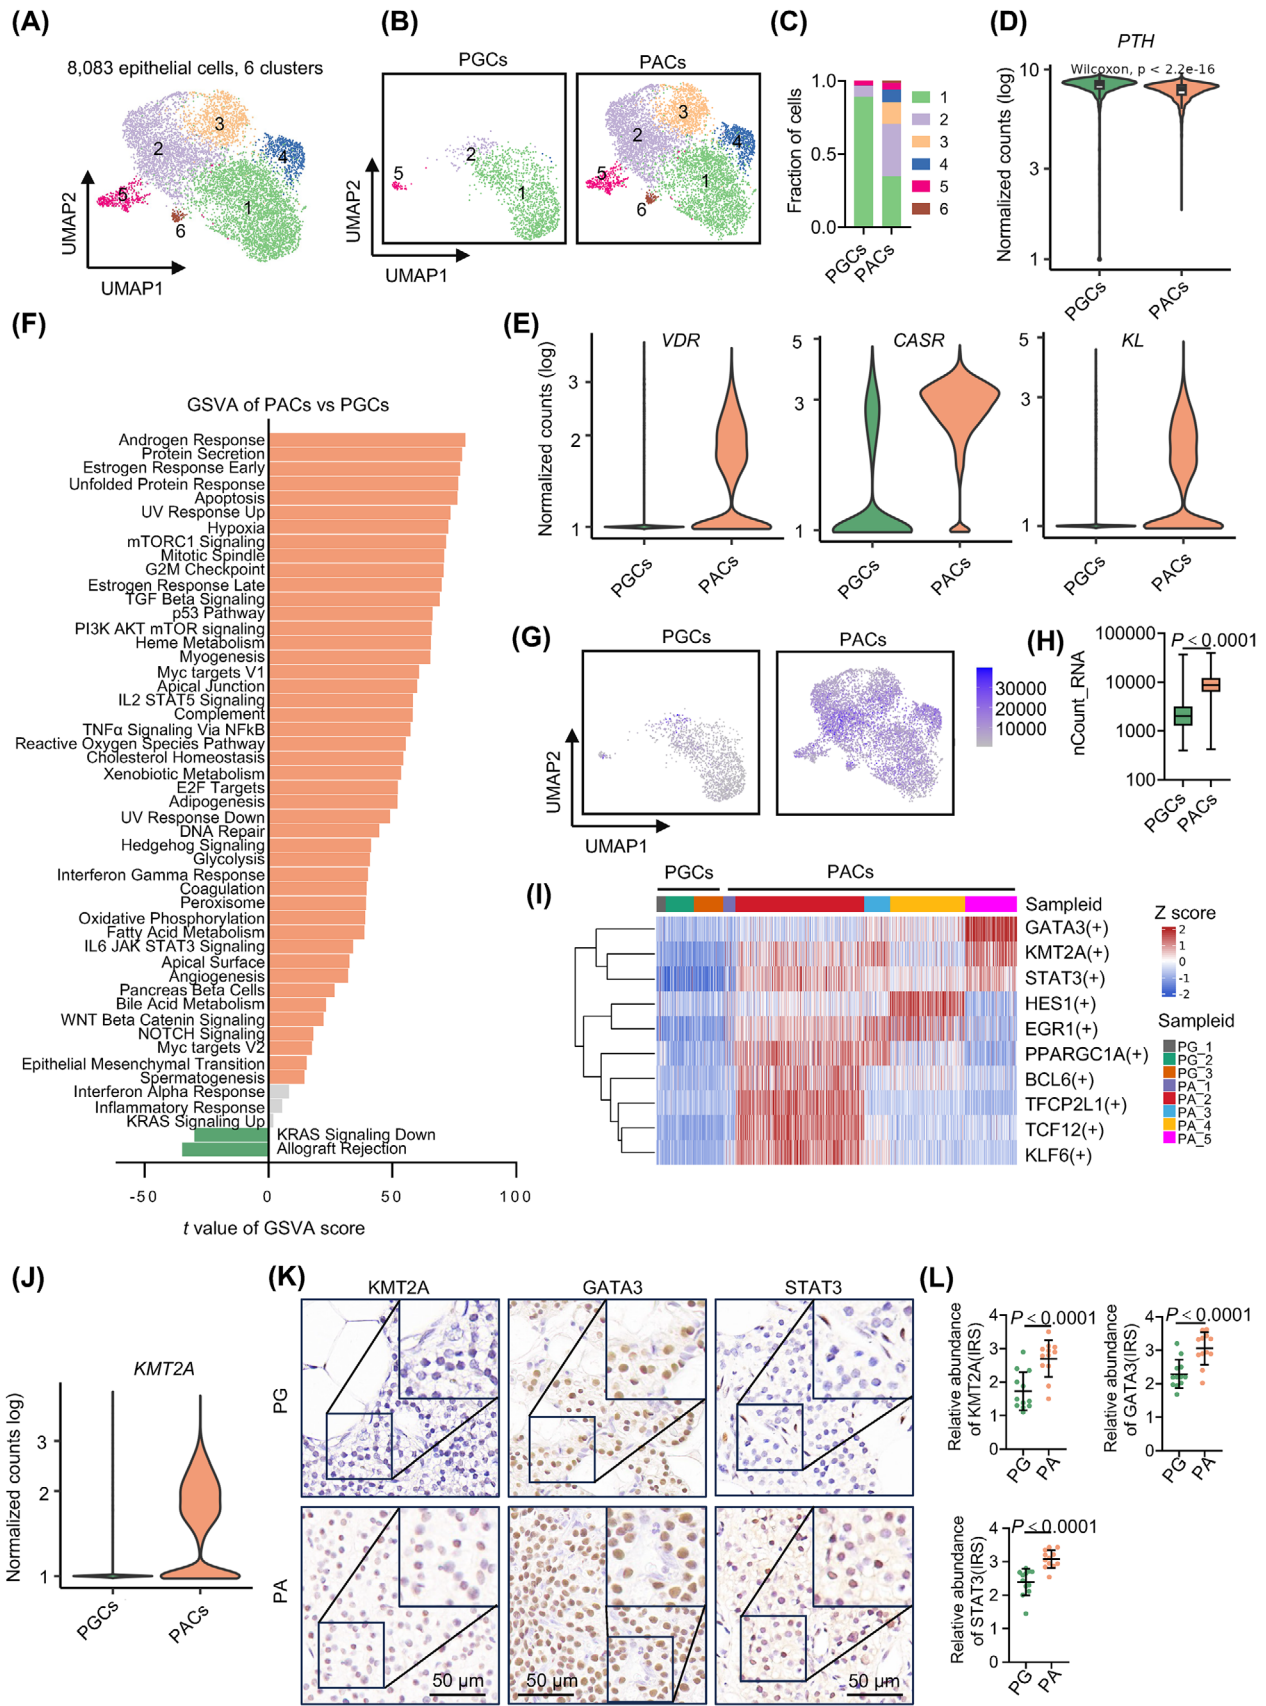 (A)
8,083 epithelial cells, 6 clusters
1
2
3
4
5
6
UMAP2
UMAP1
(B)
PGCs
PACs
5
2
1
2
3
4
5
6
1
UMAP2
UMAP1
(C)
Fraction of cells
1.0
0.5
0.0
PGCs
PACs
1
2
3
4
5
6
(D)
PTH
Wilcoxon, p < 2.2e-16
Normalized counts (log)
10
3
1
PGCs
PACs
(F)
GSVA of PACs vs PGCs
Androgen Response
Protein Secretion
Estrogen Response Early
Unfolded Protein Response
Apoptosis
UV Response Up
Hypoxia
mTORC1 Signaling
Mitotic Spindle
G2M Checkpoint
Estrogen Response Late
TGF Beta Signaling
p53 Pathway
PI3K AKT mTOR signaling
Heme Metabolism
Myogenesis
Myc targets V1
Apical Junction
IL2 STAT5 Signaling
Complement
TNFα Signaling Via NFkB
Reactive Oxygen Species Pathway
Cholesterol Homeostasis
Xenobiotic Metabolism
E2F Targets
Adipogenesis
UV Response Down
DNA Repair
Hedgehog Signaling
Glycolysis
Interferon Gamma Response
Coagulation
Peroxisome
Oxidative Phosphorylation
Fatty Acid Metabolism
IL6 JAK STAT3 Signaling
Apical Surface
Angiogenesis
Pancreas Beta Cells
Bile Acid Metabolism
WNT Beta Catenin Signaling
NOTCH Signaling
Myc targets V2
Epithelial Mesenchymal Transition
Spermatogenesis
Interferon Alpha Response
Inflammatory Response
KRAS Signaling Up
KRAS Signaling Down
Allograft Rejection
-50
0
50
100
t value of GSVA score
(E)
Normalized counts (log)
VDR
3
2
1
PGCs
PACs
CASR
5
3
1
PGCs
PACs
KL
5
3
1
PGCs
PACs
(G)
PGCs
PACs
UMAP2
UMAP1
30000
20000
10000
(H)
P < 0.0001
nCount_RNA
100000
10000
1000
100
PGCs
PACs
(I)
PGCs
PACs
Sampleid
GATA3(+)
KMT2A(+)
STAT3(+)
HES1(+)
EGR1(+)
PPARGC1A(+)
BCL6(+)
TFCP2L1(+)
TCF12(+)
KLF6(+)
Z score
2
1
0
-1
-2
Sampleid
PG_1
PG_2
PG_3
PA_1
PA_2
PA_3
PA_4
PA_5
(J)
KMT2A
Normalized counts log)
3
2
1
PGCs
PACs
(K)
KMT2A
GATA3
STAT3
PG
PA
50 µm
50 µm
50 µm
(L)
Relative abundance
of KMT2A(IRS)
P < 0.0001
4
3
2
1
0
PG
PA
Relative abundance
of GATA3(IRS)
P < 0.0001
4
3
2
1
0
PG
PA
Relative abundance
of STAT3(IRS)
P < 0.0001
4
3
2
1
0
PG
PA